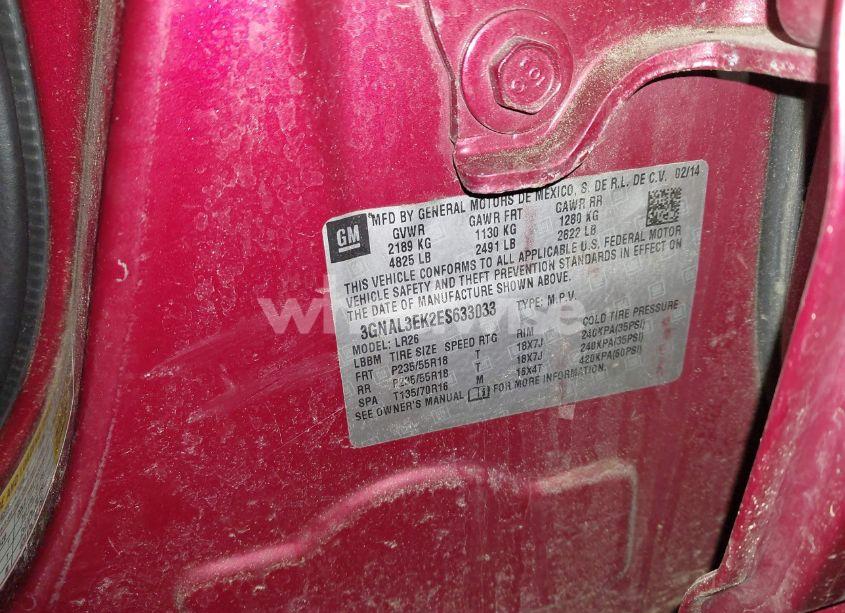 GM
MFD BY GENERAL MOTORS DE MEXICO, S. DE R.L. DE C.V. 02/14
GVWR GAWR FRT GAWR RR
2189 KG 1130 KG 1280 KG
4825 LB 2491 LB 2822 LB
THIS VEHICLE CONFORMS TO ALL APPLICABLE U.S. FEDERAL MOTOR
VEHICLE SAFETY AND THEFT PREVENTION STANDARDS IN EFFECT ON
THE DATE OF MANUFACTURE SHOWN ABOVE.
3GNAL3EK2ES633033 TYPE: M.P.V.
MODEL: LR26
LBBM TIRE SIZE SPEED RTG RIM COLD TIRE PRESSURE
FRT P235/55R18 T 18X7J 240KPA(35PSI)
RR P235/55R18 T 18X7J 240KPA(35PSI)
SPA T135/70R16 M 16X4T 420KPA(60PSI)
SEE OWNER'S MANUAL FOR MORE INFORMATION.